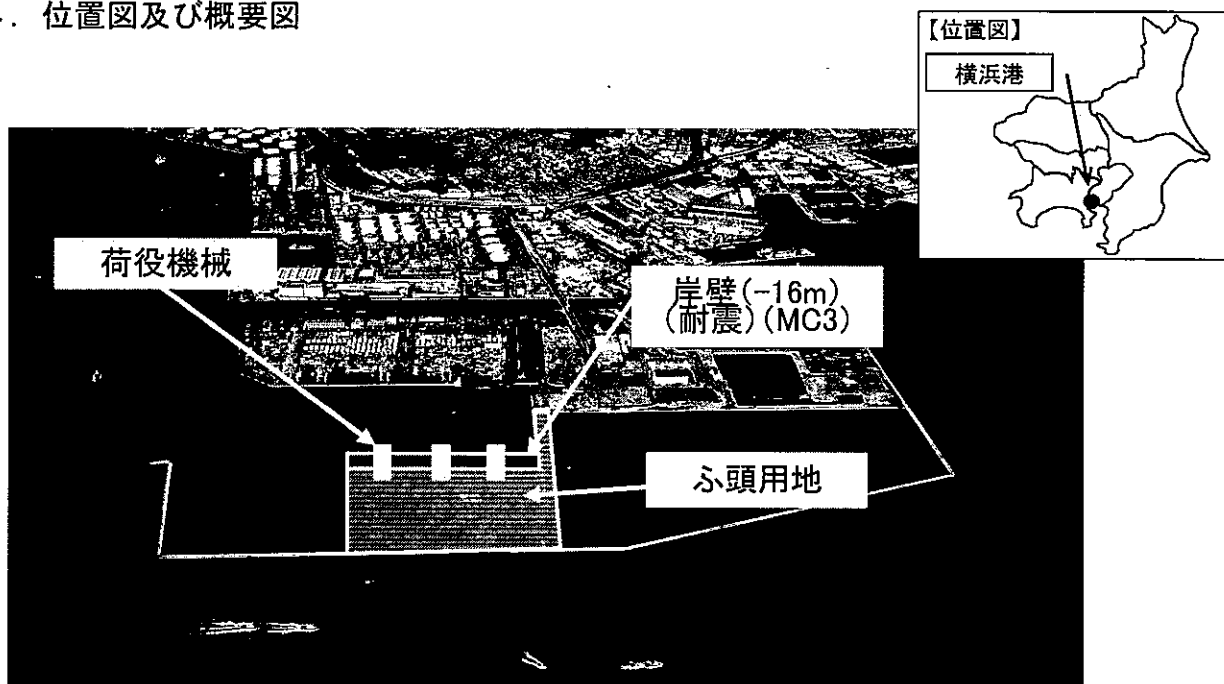 位置図及び概要図
【位置図】
横浜港
荷役機械
岸壁(-16m)
(耐震)(MC3)
ふ頭用地